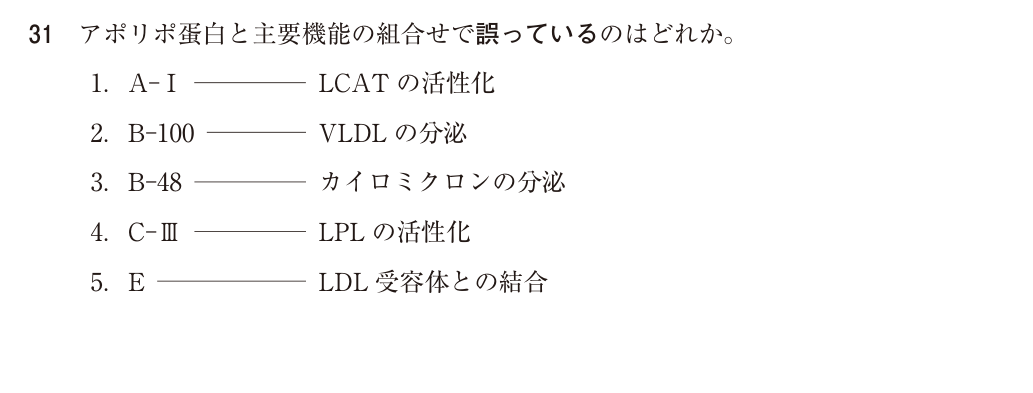 31 アポリポ蛋白と主要機能の組合せで誤っているのはどれか。
1. A-Ⅰ ――― LCAT の活性化
2. B-100 ――― VLDL の分泌
3. B-48 ――― カイロミクロンの分泌
4. C-Ⅲ ――― LPL の活性化
5. E ――― LDL 受容体との結合